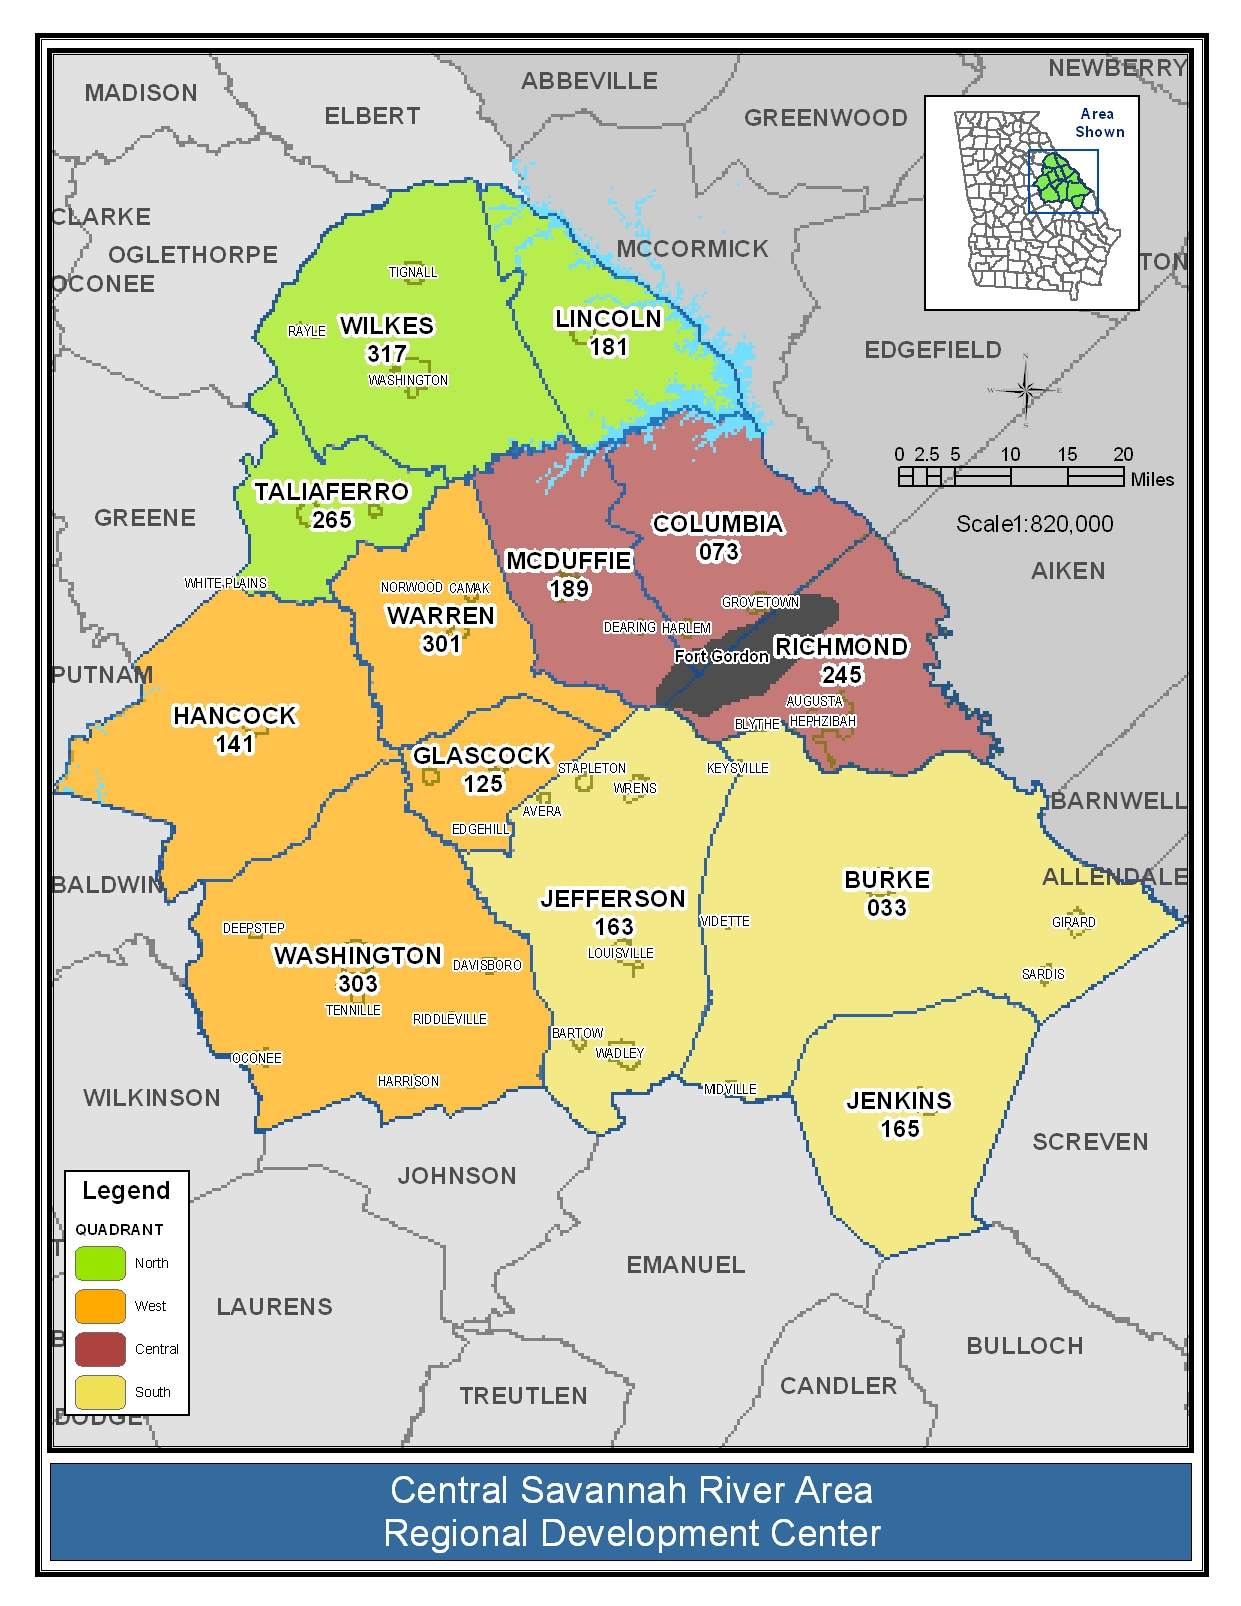 MADISON
ELBERT
ABBEVILLE
GREENWOOD
NEWBERRY
Area
Shown
CLARKE
OGLETHORPE
OCONEE
MCCORMICK
TON
EDGEFIELD
TIGNALL
RAYLE
WILKES
317
WASHINGTON
LINCOLN
181
N
W
E
S
0 2.5 5 10 15 20
Miles
Scale1:820,000
TALIAFERRO
265
GREENE
WHITE PLAINS
COLUMBIA
073
MCDUFFIE
189
AIKEN
NORWOOD
CAMAK
WARREN
301
GROVETOWN
DEARING
HARLEM
Fort Gordon
RICHMOND
245
AUGUSTA
BLYTHE
HEPHZIBAH
PUTNAM
HANCOCK
141
GLASCOCK
125
STAPLETON
WRENS
KEYSVILLE
AVERA
EDGEHILL
BARNWELL
BALDWIN
ALLENDALE
JEFFERSON
163
LOUISVILLE
BURKE
033
VIDETTE
GIRARD
SARDIS
DEEPSTEP
WASHINGTON
303
DAVISBORO
TENNILLE
RIDDLEVILLE
BARTOW
WADLEY
OCONEE
HARRISON
MIDVILLE
WILKINSON
JENKINS
165
SCREVEN
JOHNSON
EMANUEL
LAURENS
BULLOCH
TREUTLEN
CANDLER
Legend
QUADRANT
North
West
Central
South
T
B
DODGE
Central Savannah River Area
Regional Development Center